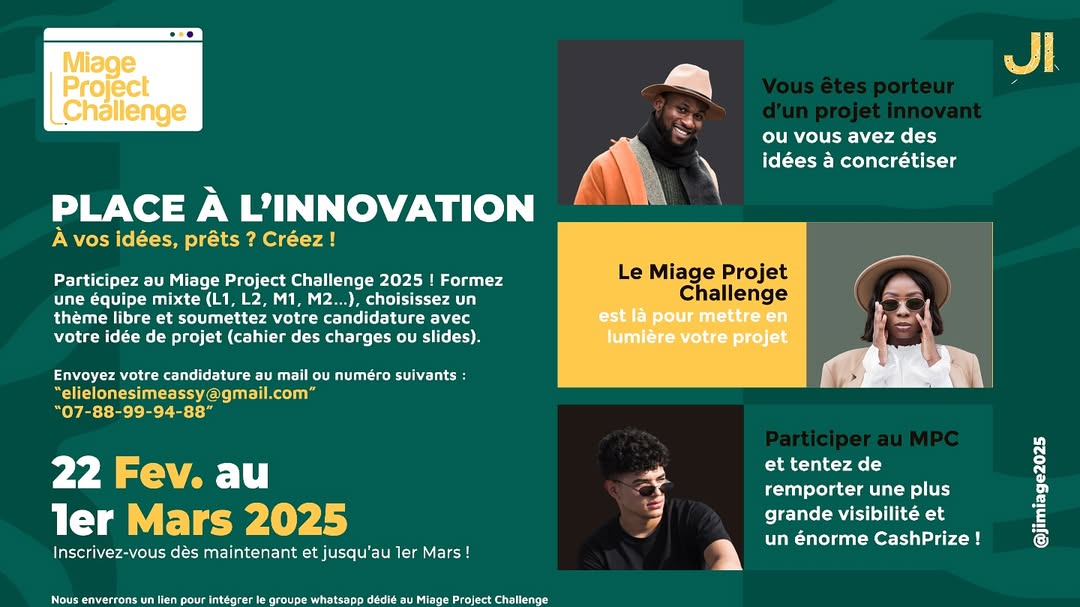 Miage
Project
Challenge
PLACE À L'INNOVATION
À vos idées, prêts ? Créez !
Participez au Miage Project Challenge 2025 ! Formez
une équipe mixte (L1, L2, M1, M2...), choisissez un
thème libre et soumettez votre candidature avec
votre idée de projet (cahier des charges ou slides).
Envoyez votre candidature au mail ou numéro suivants :
"elielonesimeassy@gmail.com"
"07-88-99-94-88"
22 Fev. au
1er Mars 2025
Inscrivez-vous dès maintenant et jusqu'au 1er Mars !
Nous enverrons un lien pour intégrer le groupe whatsapp dédié au Miage Project Challenge
JI
Vous êtes porteur
d'un projet innovant
ou vous avez des
idées à concrétiser
Le Miage Projet
Challenge
est là pour mettre en
lumière votre projet
Participer au MPC
et tentez de
remporter une plus
grande visibilité et
un énorme CashPrize !
@jimiage2025